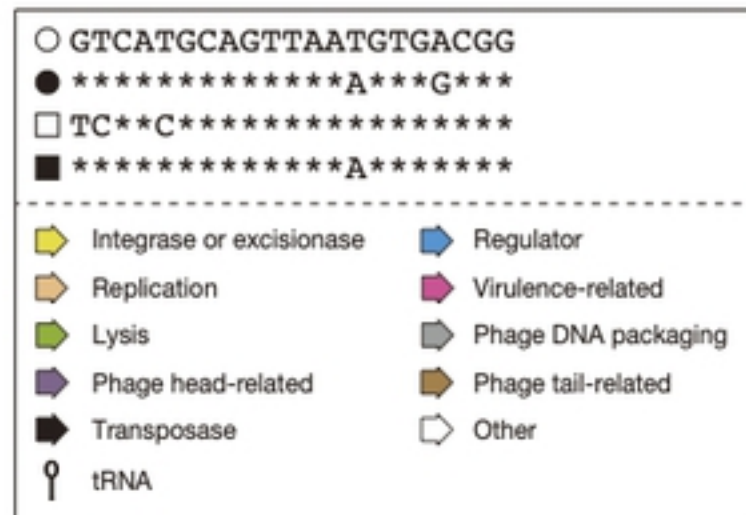 GTCATGCAGTTAATGTGACGG
*************A***G***
TC**C****************
*************A*******
Integrase or excisionase
Regulator
Replication
Virulence-related
Lysis
Phage DNA packaging
Phage head-related
Phage tail-related
Transposase
Other
tRNA